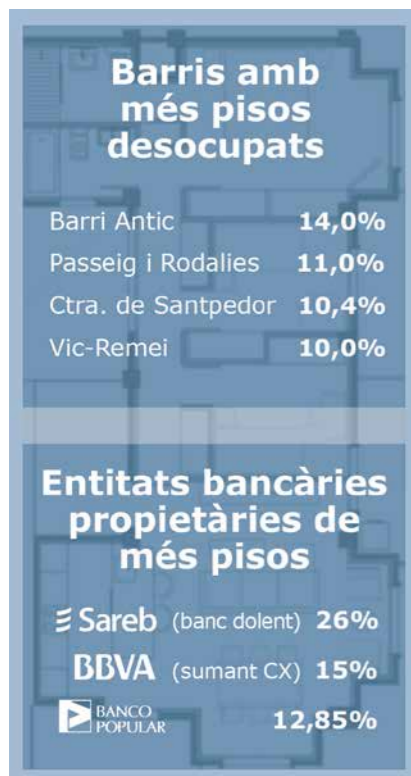 Barris amb
més pisos
desocupats
Barri Antic 14,0%
Passeig i Rodalies 11,0%
Ctra. de Santpedor 10,4%
Vic-Remei 10,0%
Entitats bancàries
propietàries de
més pisos
Sareb (banc dolent) 26%
BBVA (sumant CX) 15%
BANCO
POPULAR 12,85%